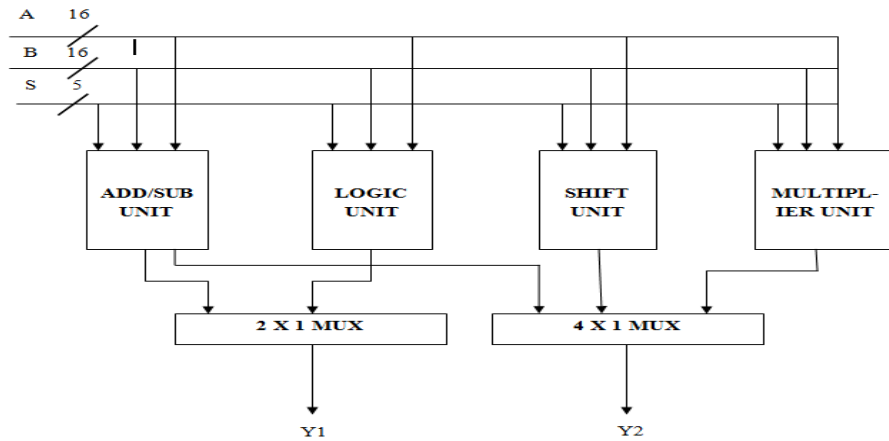 A 16
B 16
S 5
ADD/SUB
UNIT
LOGIC
UNIT
SHIFT
UNIT
MULTIPL-
IER UNIT
2 X 1 MUX
4 X 1 MUX
Y1
Y2